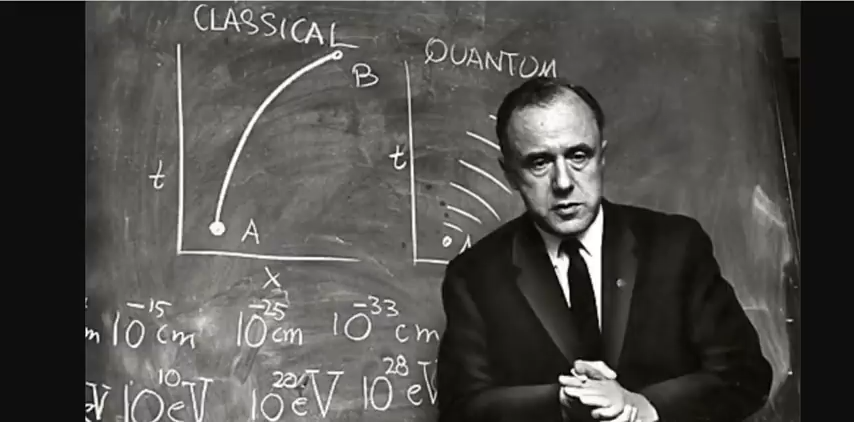 CLASSICAL
B
t
A
X
QUANTUM
t
A
m 10⁻¹⁵ cm 10⁻²⁵ cm 10⁻³³ cm
eV 10¹⁰ eV 10²⁰ eV 10²⁸ eV